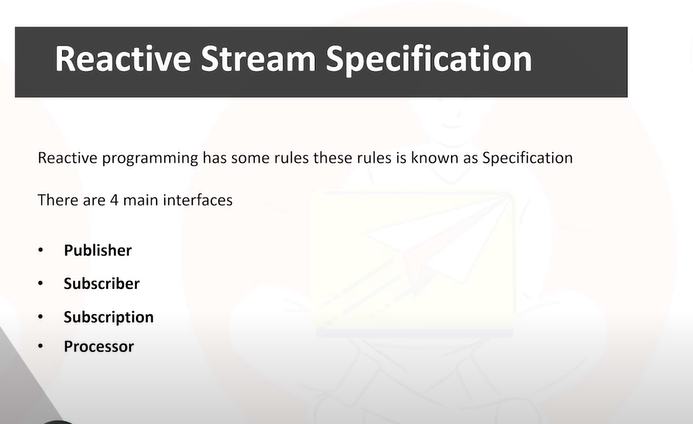 Reactive Stream Specification
Reactive programming has some rules these rules is known as Specification
There are 4 main interfaces
• Publisher
• Subscriber
• Subscription
• Processor